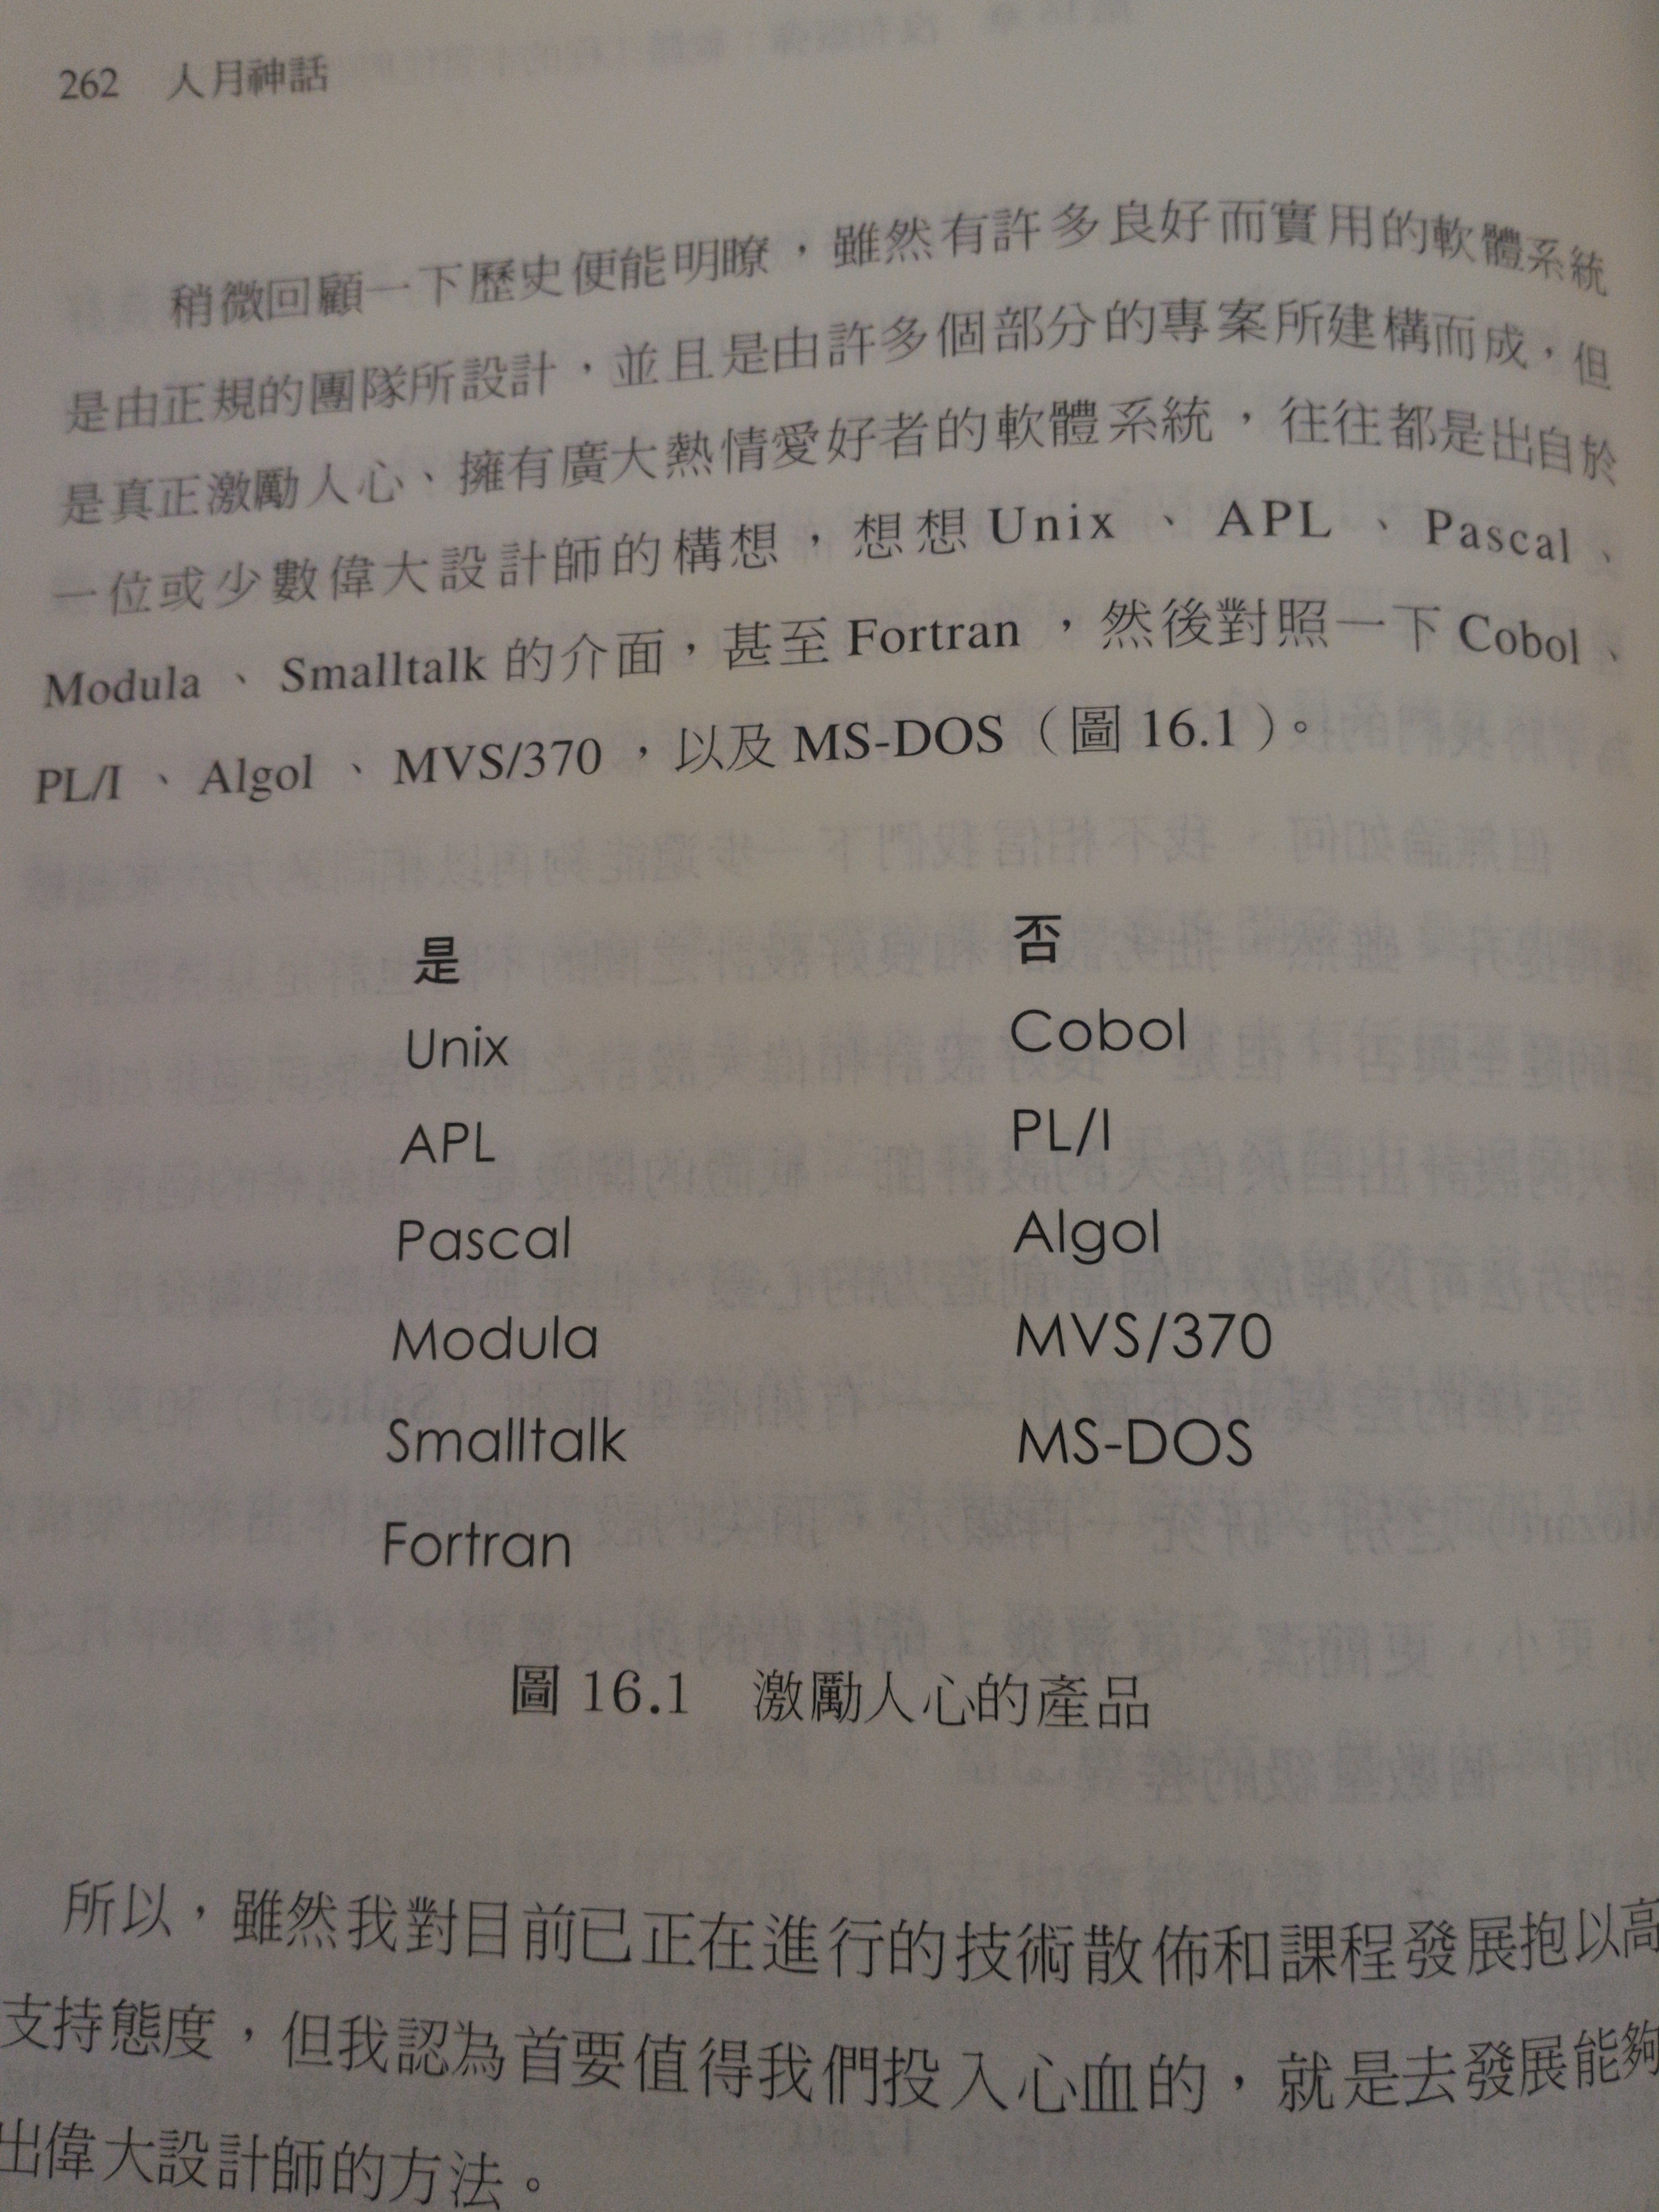 262 人月神話
稍微回顧一下歷史便能明瞭，雖然有許多良好而實用的軟體系統
是由正規的團隊所設計，並且是由許多個部分的專案所建構而成，但
是真正激勵人心、擁有廣大熱情愛好者的軟體系統，往往都是出自於
一位或少數偉大設計師的構想，想想 Unix 、 APL 、 Pascal 、
Modula 、 Smalltalk 的介面，甚至 Fortran ，然後對照一下 Cobol 、
PL/I 、 Algol 、 MVS/370 ，以及 MS-DOS（圖 16.1）。
是 否
Unix Cobol
APL PL/I
Pascal Algol
Modula MVS/370
Smalltalk MS-DOS
Fortran
圖 16.1 激勵人心的產品
所以，雖然我對目前已正在進行的技術散佈和課程發展抱以高
支持態度，但我認為首要值得我們投入心血的，就是去發展能夠
出偉大設計師的方法。